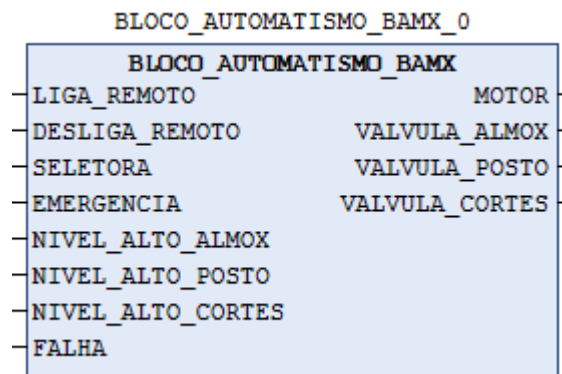 BLOCO_AUTOMATISMO_BAMX_0
BLOCO_AUTOMATISMO_BAMX
LIGA_REMOTO MOTOR
DESLIGA_REMOTO VALVULA_ALMOX
SELETORA VALVULA_POSTO
EMERGENCIA VALVULA_CORTES
NIVEL_ALTO_ALMOX
NIVEL_ALTO_POSTO
NIVEL_ALTO_CORTES
FALHA